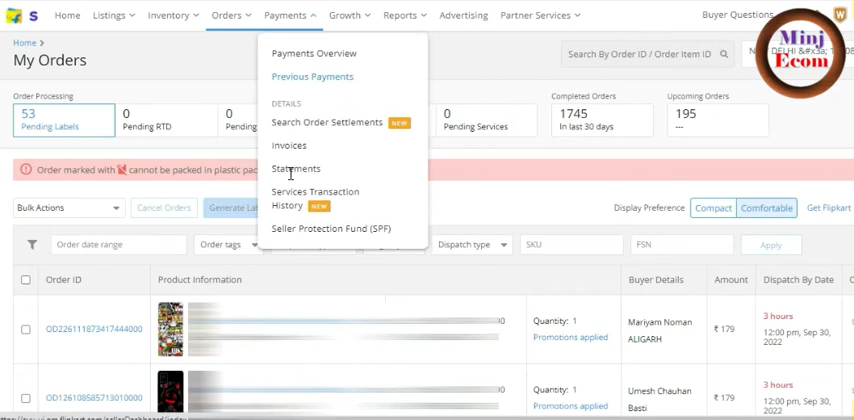 S Home Listings Inventory Orders Payments Growth Reports Advertising Partner Services Buyer Questions W
Home
My Orders
Search By Order ID / Order Item ID
DELHI &#x3a;
Minj
Ecom
Payments Overview
Previous Payments
DETAILS
Search Order Settlements NEW
Invoices
Statements
Services Transaction
History NEW
Seller Protection Fund (SPF)
Order Processing
53
Pending Labels
0
Pending RTD
0
0
Pending Services
Completed Orders
1745
In last 30 days
Upcoming Orders
195
---
Order marked with cannot be packed in plastic
Bulk Actions Cancel Orders Generate Display Preference Compact Comfortable Get Flipkart
Order date range Order tags Dispatch type SKU FSN Apply
Order ID Product Information Buyer Details Amount Dispatch By Date
OD226111873417444000
Quantity: 1
Promotions applied
Mariyam Noman
ALIGARH
₹ 179
3 hours
12:00 pm, Sep 30,
2022
OD126108585713010000
Quantity: 1
Promotions applied
Umesh Chauhan
Basti
₹ 179
3 hours
12:00 pm, Sep 30,
2022